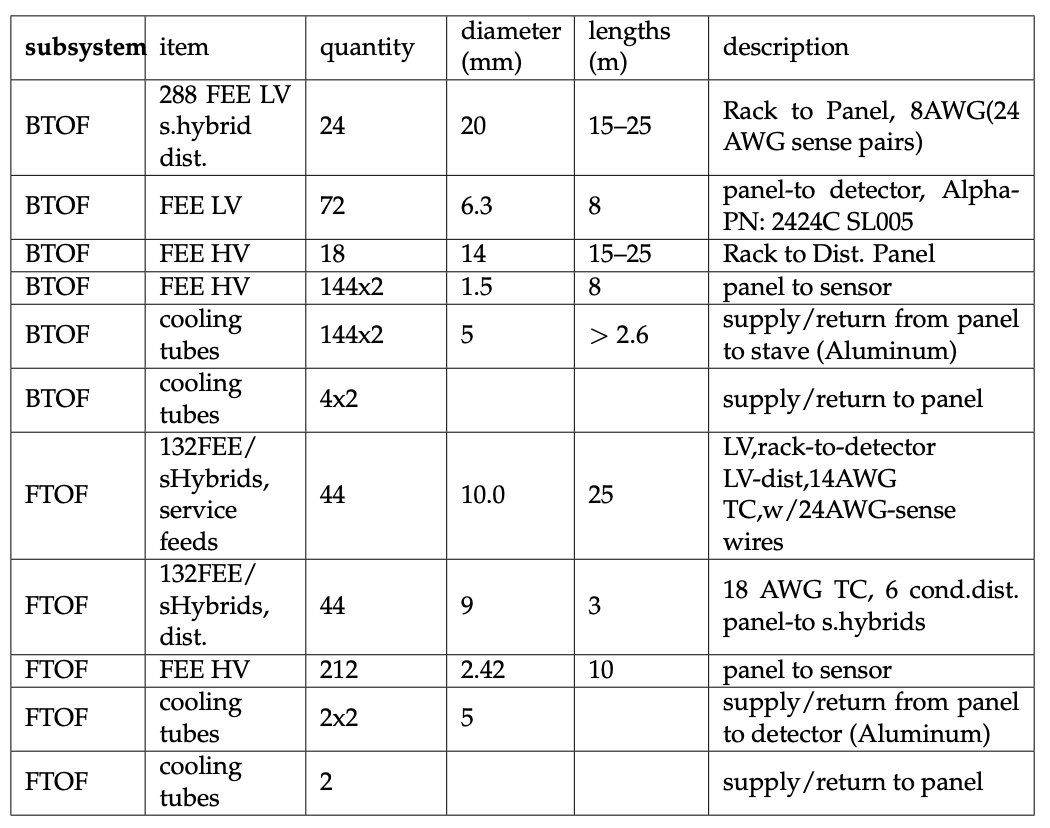 subsystem item quantity diameter (mm) lengths (m) description
BTOF 288 FEE LV s.hybrid dist. 24 20 15–25 Rack to Panel, 8AWG(24 AWG sense pairs)
BTOF FEE LV 72 6.3 8 panel-to detector, Alpha-PN: 2424C SL005
BTOF FEE HV 18 14 15–25 Rack to Dist. Panel
BTOF FEE HV 144x2 1.5 8 panel to sensor
BTOF cooling tubes 144x2 5 > 2.6 supply/return from panel to stave (Aluminum)
BTOF cooling tubes 4x2 supply/return to panel
FTOF 132FEE/ sHybrids, service feeds 44 10.0 25 LV,rack-to-detector LV-dist,14AWG TC,w/24AWG-sense wires
FTOF 132FEE/ sHybrids, dist. 44 9 3 18 AWG TC, 6 cond.dist. panel-to s.hybrids
FTOF FEE HV 212 2.42 10 panel to sensor
FTOF cooling tubes 2x2 5 supply/return from panel to detector (Aluminum)
FTOF cooling tubes 2 supply/return to panel